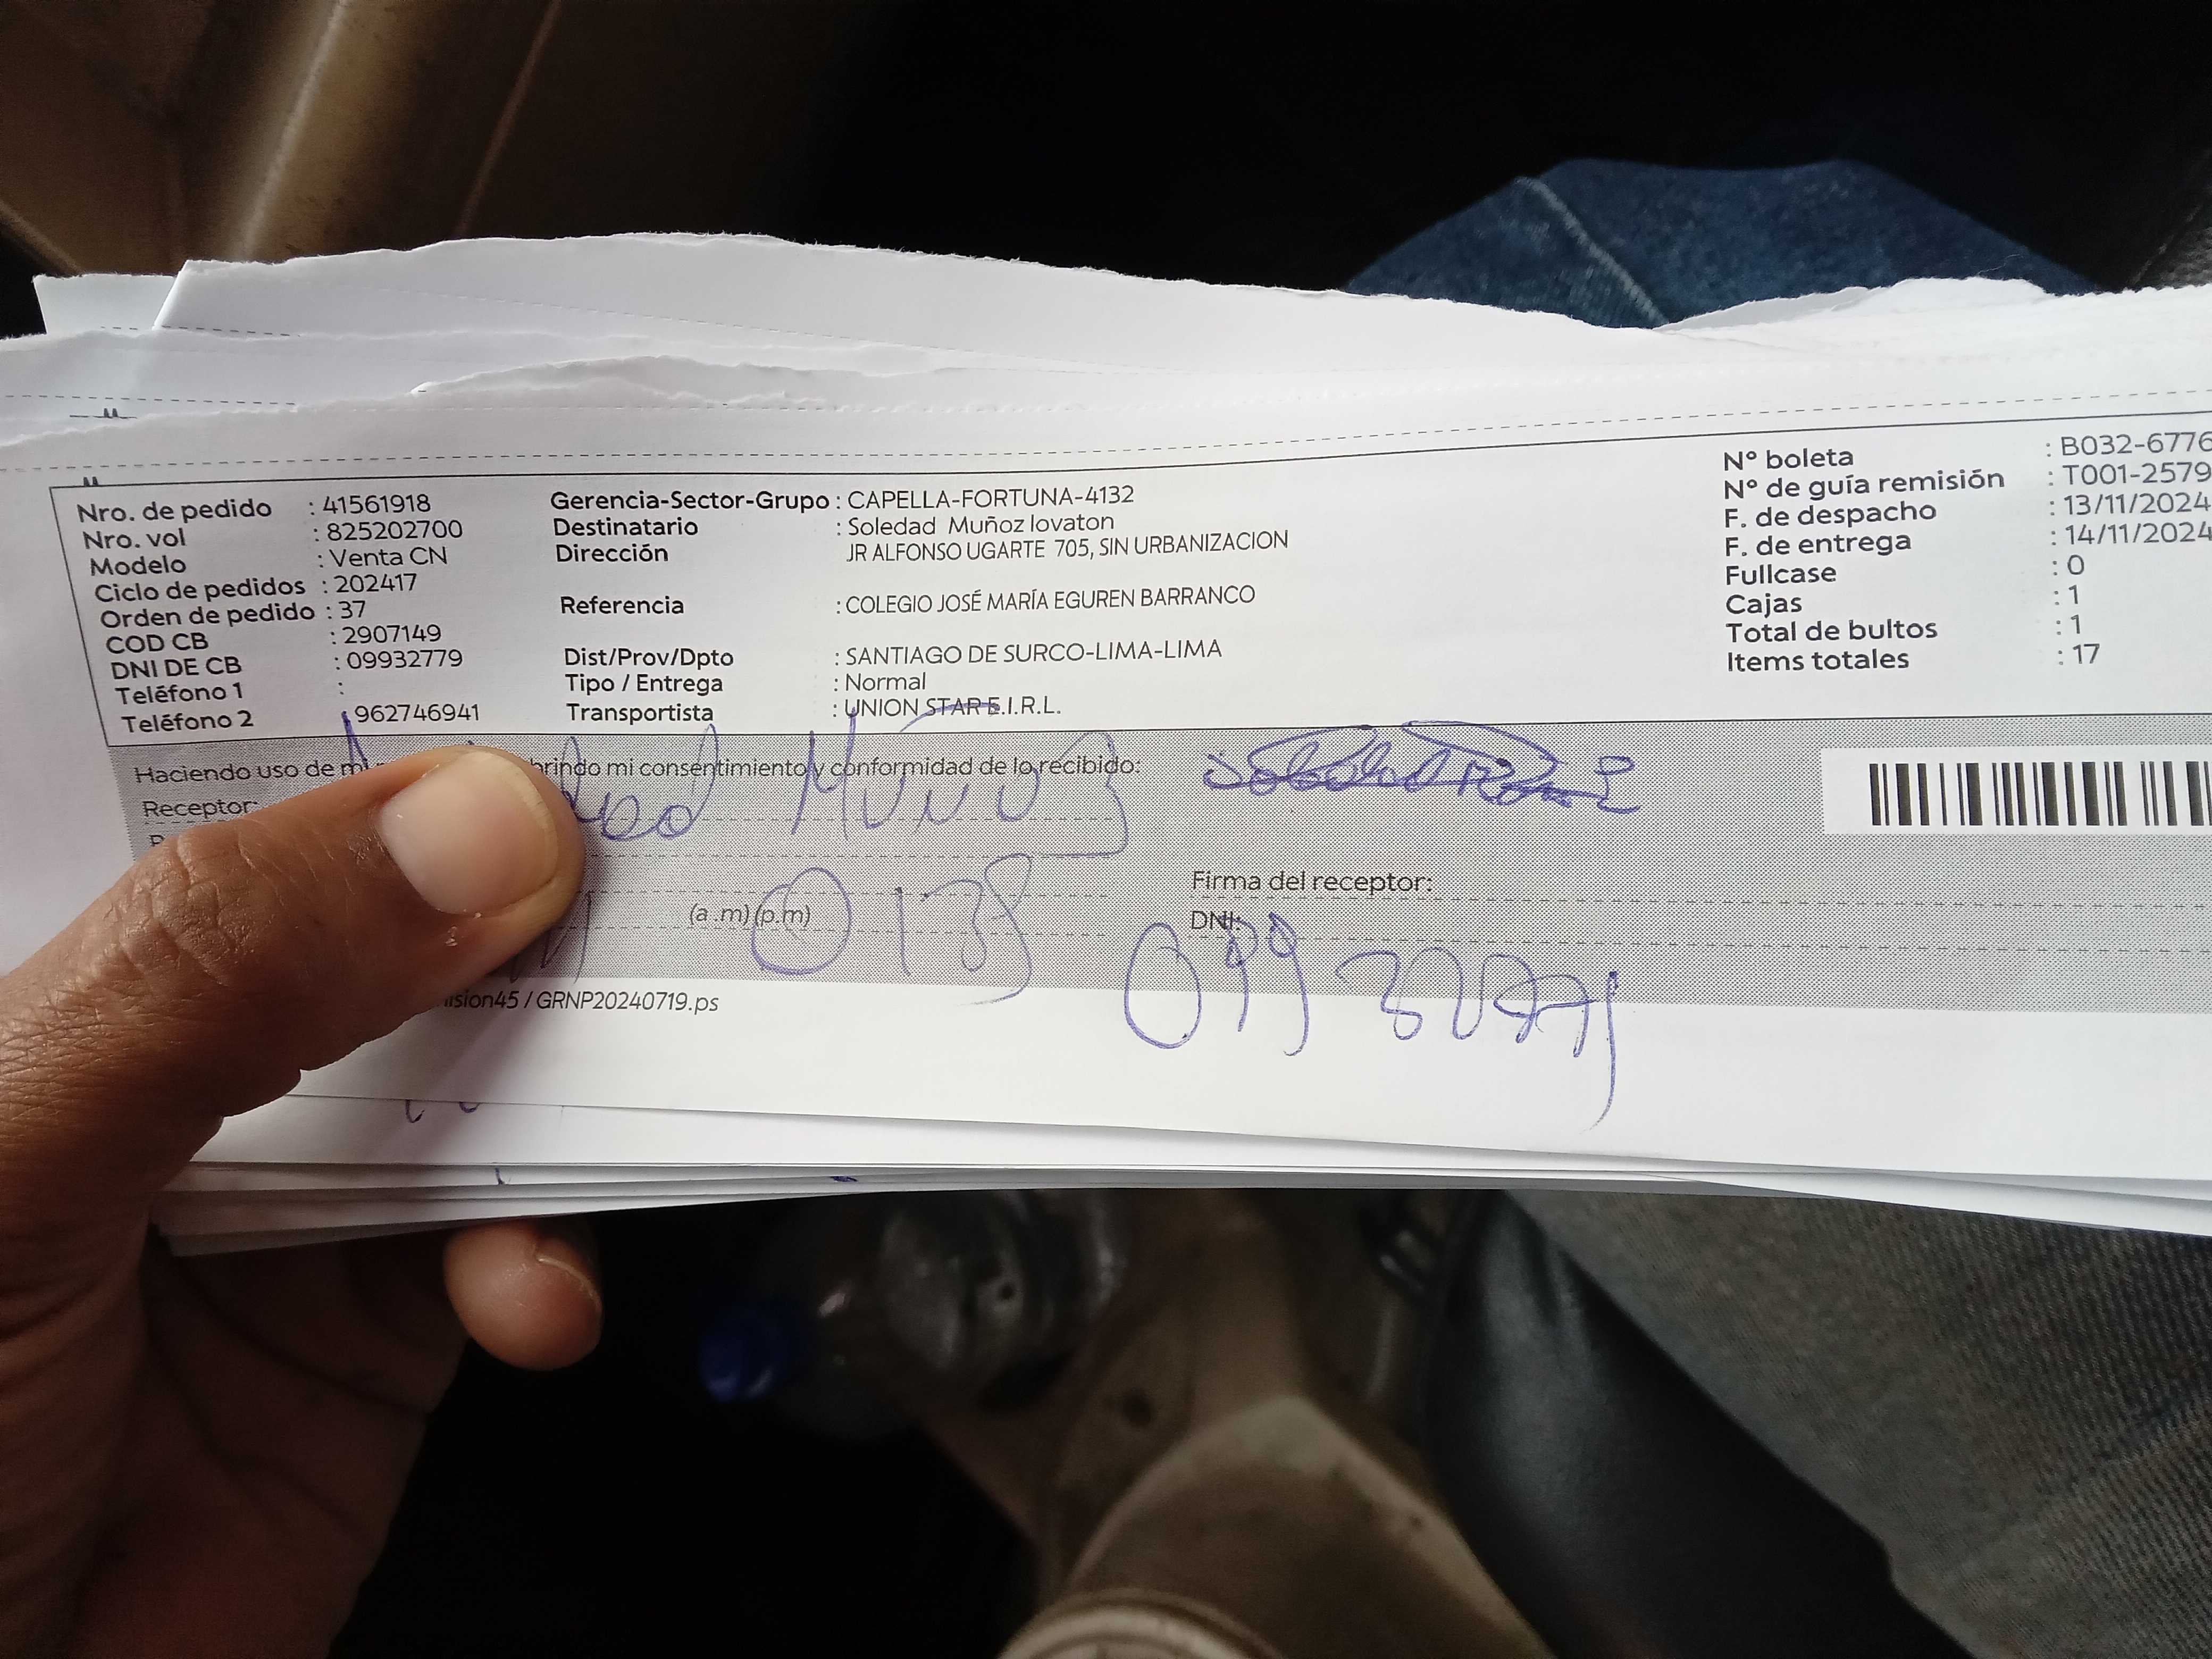 Nro. de pedido : 41561918
Nro. vol : 825202700
Modelo : Venta CN
Ciclo de pedidos : 202417
Orden de pedido : 37
COD CB : 2907149
DNI DE CB : 09932779
Teléfono 1 :
Teléfono 2 : 962746941
Gerencia-Sector-Grupo : CAPELLA-FORTUNA-4132
Destinatario : Soledad Muñoz lovaton
Dirección JR ALFONSO UGARTE 705, SIN URBANIZACION
Referencia : COLEGIO JOSÉ MARÍA EGUREN BARRANCO
Dist/Prov/Dpto : SANTIAGO DE SURCO-LIMA-LIMA
Tipo / Entrega : Normal
Transportista : UNION STAR E.I.R.L.
N° boleta : B032-6776
N° de guía remisión : T001-2579
F. de despacho : 13/11/2024
F. de entrega : 14/11/2024
Fullcase : 0
Cajas : 1
Total de bultos : 1
Items totales : 17
Haciendo uso de brindo mi consentimiento y conformidad de lo recibido:
Receptor: Muñoz
(a.m)(p.m)
Firma del receptor:
DNI:
/ GRNP20240719.ps